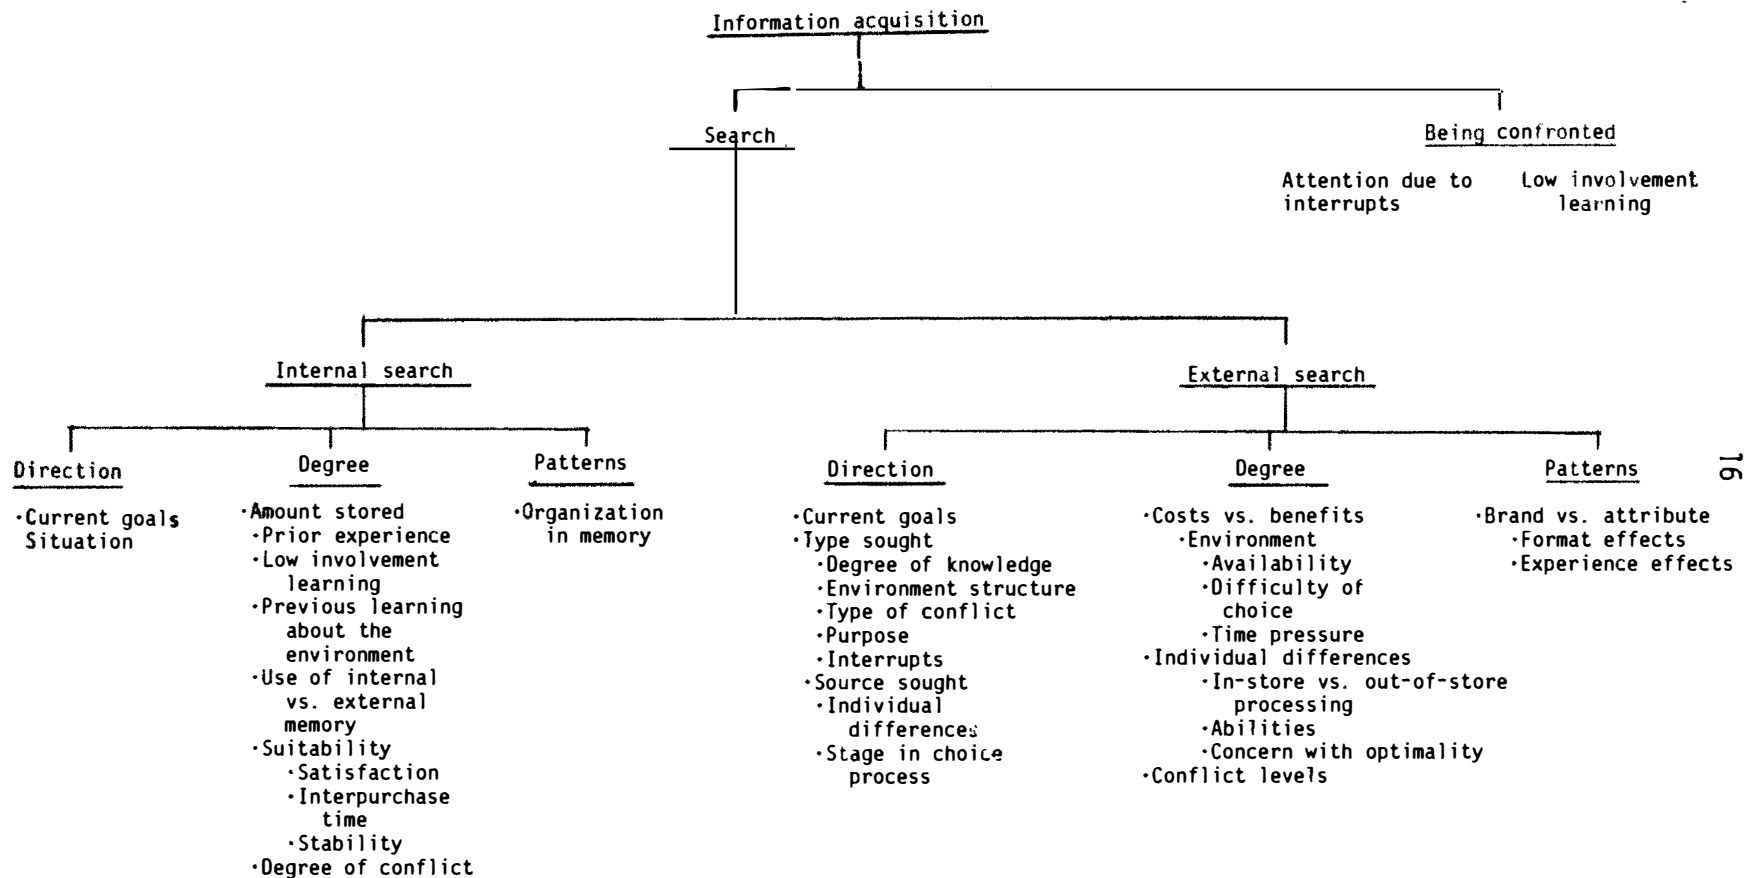 Information acquisition
Search
Being confronted
Attention due to
interrupts
Low involvement
learning
Internal search
External search
Direction
·Current goals
Situation
Degree
·Amount stored
·Prior experience
·Low involvement
learning
·Previous learning
about the
environment
·Use of internal
vs. external
memory
·Suitability
·Satisfaction
·Interpurchase
time
·Stability
·Degree of conflict
Patterns
·Organization
in memory
Direction
·Current goals
·Type sought
·Degree of knowledge
·Environment structure
·Type of conflict
·Purpose
·Interrupts
·Source sought
·Individual
differences
·Stage in choice
process
Degree
·Costs vs. benefits
·Environment
·Availability
·Difficulty of
choice
·Time pressure
·Individual differences
·In-store vs. out-of-store
processing
·Abilities
·Concern with optimality
·Conflict levels
Patterns
·Brand vs. attribute
·Format effects
·Experience effects
16